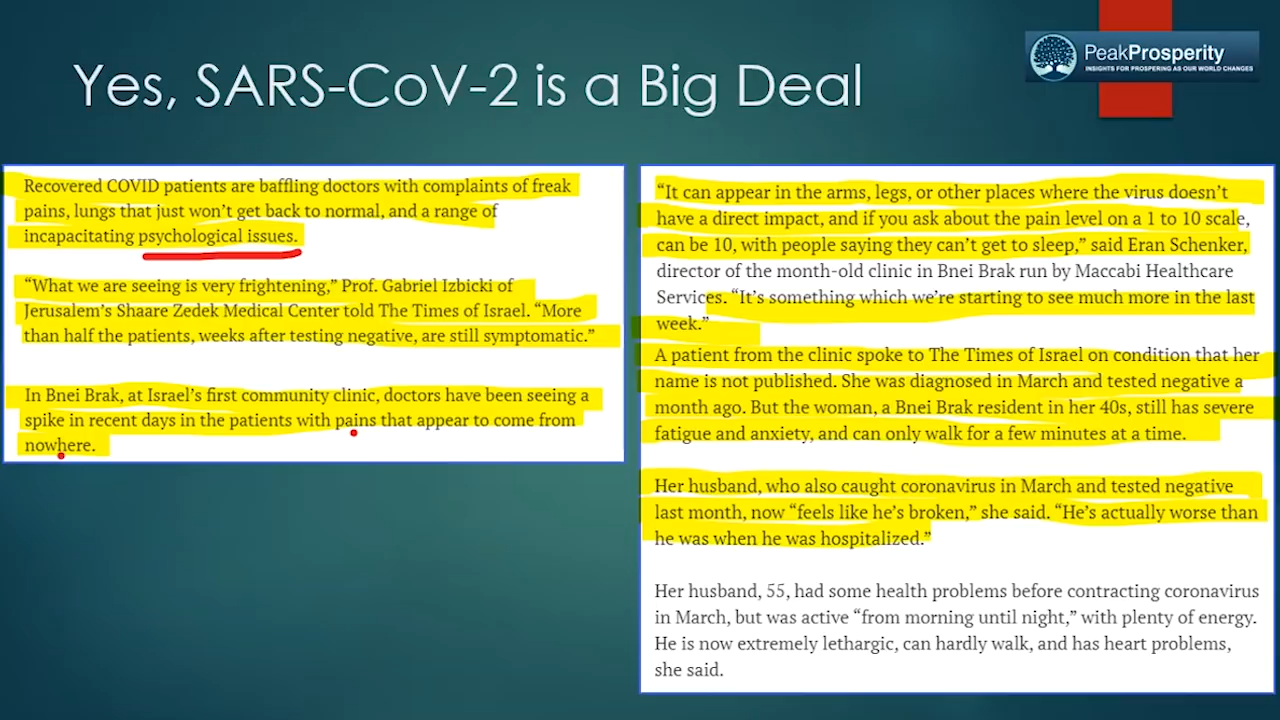 Yes, SARS-CoV-2 is a Big Deal
PeakProsperity
INSIGHTS FOR PROSPERING AS OUR WORLD CHANGES
Recovered COVID patients are baffling doctors with complaints of freak
pains, lungs that just won’t get back to normal, and a range of
incapacitating psychological issues.
“What we are seeing is very frightening,” Prof. Gabriel Izbicki of
Jerusalem’s Shaare Zedek Medical Center told The Times of Israel. “More
than half the patients, weeks after testing negative, are still symptomatic.”
In Bnei Brak, at Israel’s first community clinic, doctors have been seeing a
spike in recent days in the patients with pains that appear to come from
nowhere.
“It can appear in the arms, legs, or other places where the virus doesn’t
have a direct impact, and if you ask about the pain level on a 1 to 10 scale,
can be 10, with people saying they can’t get to sleep,” said Eran Schenker,
director of the month-old clinic in Bnei Brak run by Maccabi Healthcare
Services. “It’s something which we’re starting to see much more in the last
week.”
A patient from the clinic spoke to The Times of Israel on condition that her
name is not published. She was diagnosed in March and tested negative a
month ago. But the woman, a Bnei Brak resident in her 40s, still has severe
fatigue and anxiety, and can only walk for a few minutes at a time.
Her husband, who also caught coronavirus in March and tested negative
last month, now “feels like he’s broken,” she said. “He’s actually worse than
he was when he was hospitalized.”
Her husband, 55, had some health problems before contracting coronavirus
in March, but was active “from morning until night,” with plenty of energy.
He is now extremely lethargic, can hardly walk, and has heart problems,
she said.